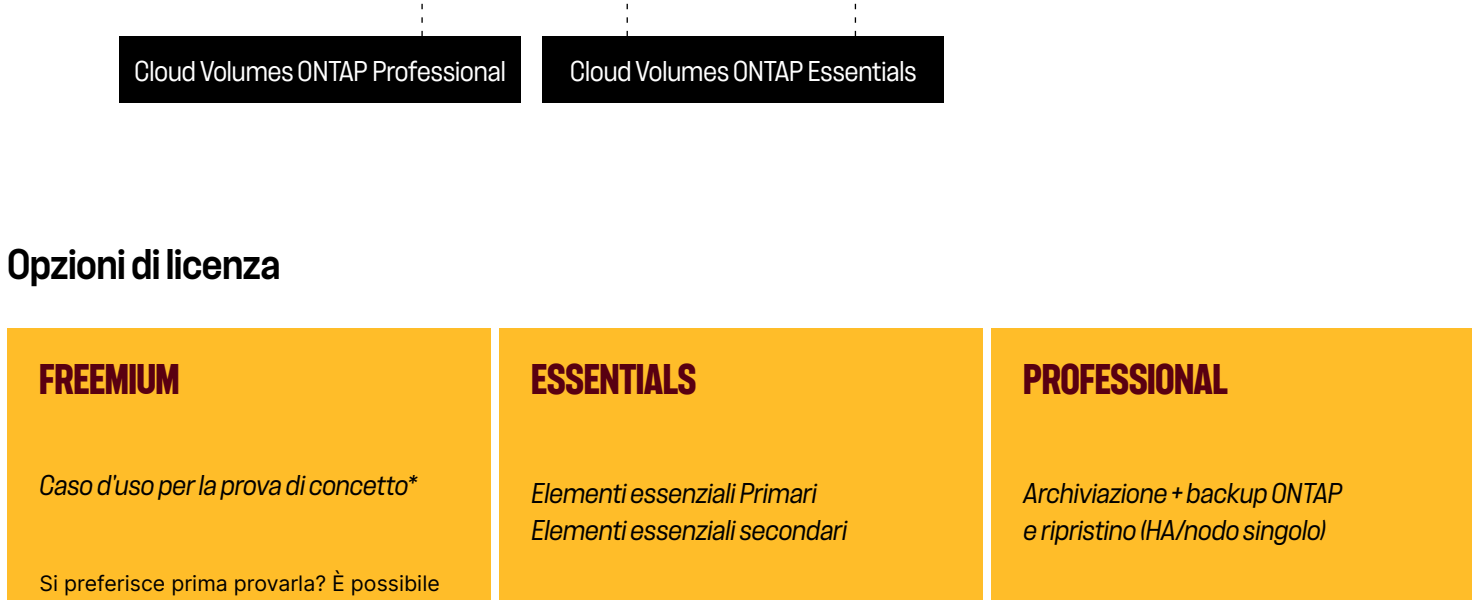 Cloud Volumes ONTAP Professional
Cloud Volumes ONTAP Essentials
Opzioni di licenza
FREEMIUM
Caso d'uso per la prova di concetto*
Si preferisce prima provarla? È possibile
ESSENTIALS
Elementi essenziali Primari
Elementi essenziali secondari
PROFESSIONAL
Archiviazione + backup ONTAP
e ripristino (HA/nodo singolo)